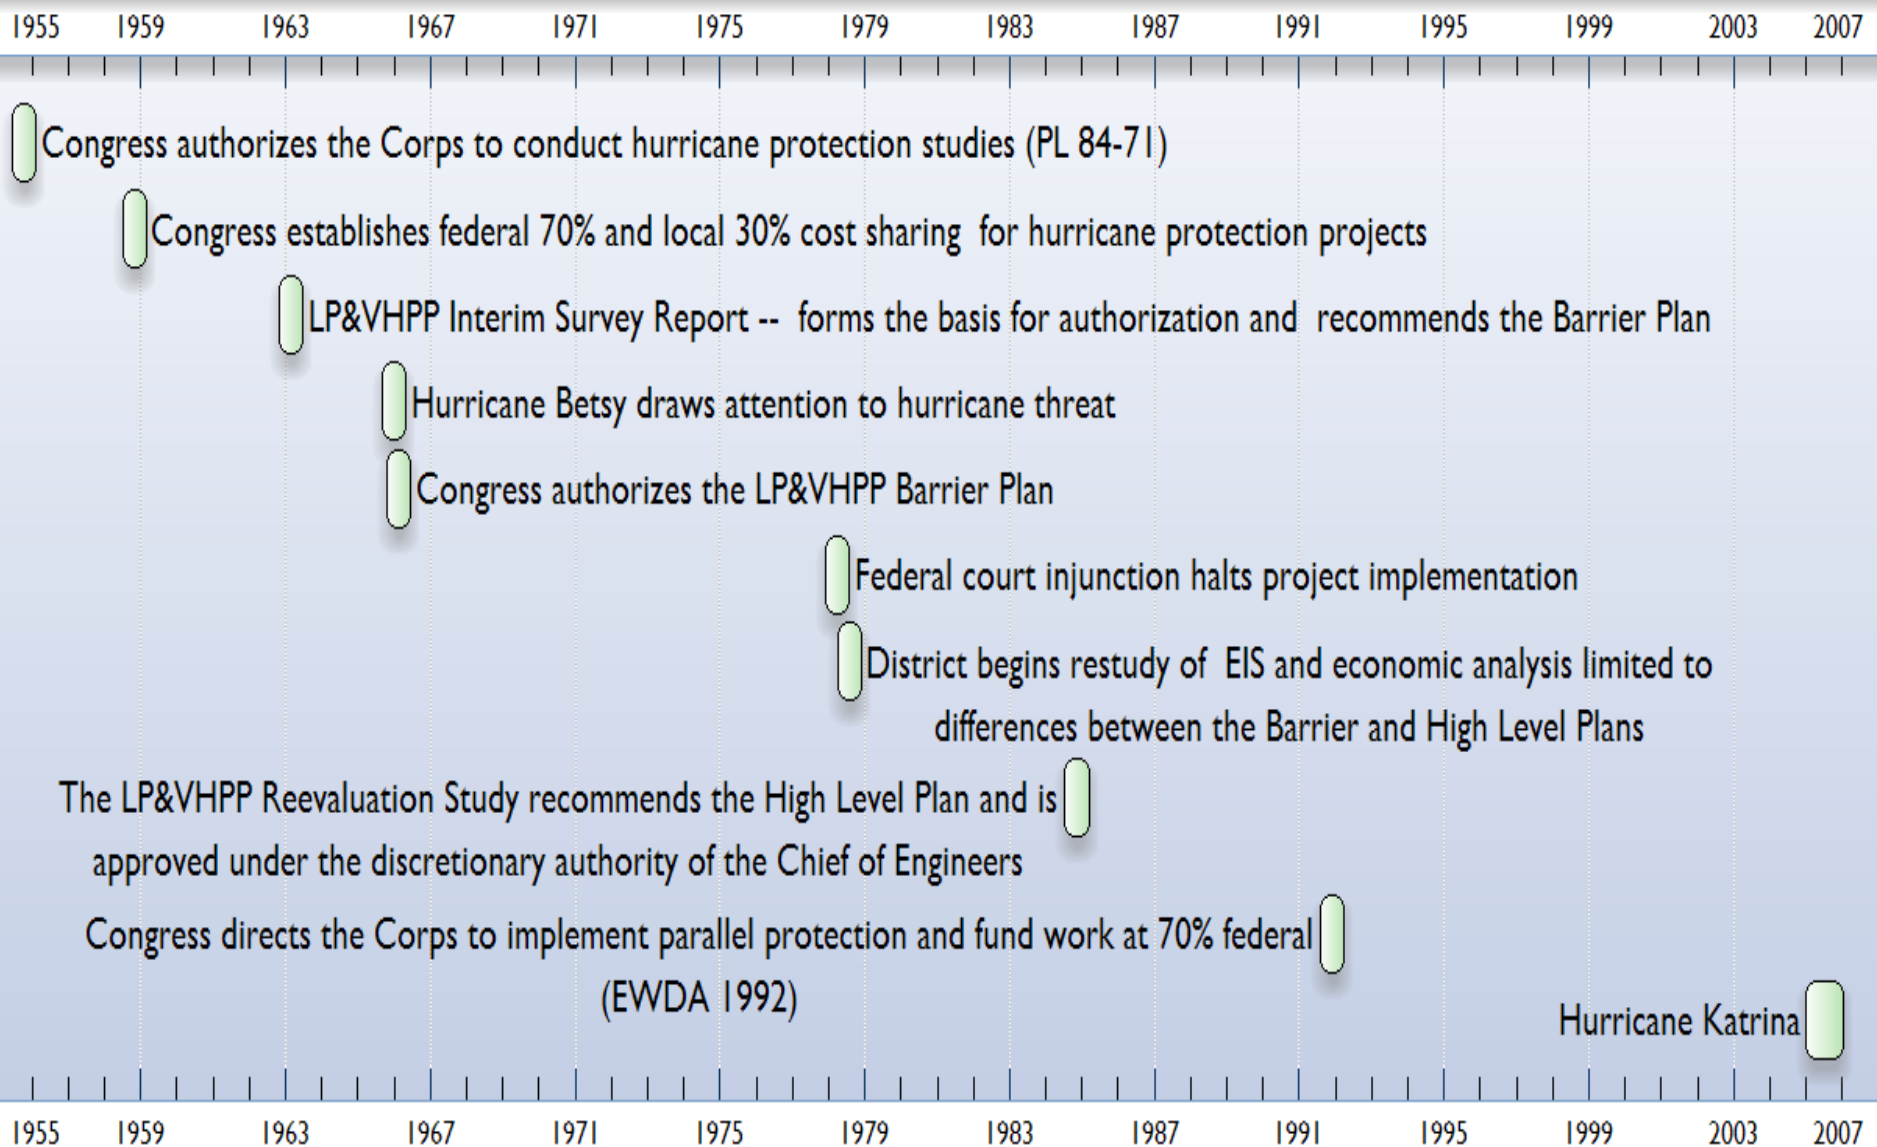 1955 1959 1963 1967 1971 1975 1979 1983 1987 1991 1995 1999 2003 2007
Congress authorizes the Corps to conduct hurricane protection studies (PL 84-71)
Congress establishes federal 70% and local 30% cost sharing for hurricane protection projects
LP&VHPP Interim Survey Report -- forms the basis for authorization and recommends the Barrier Plan
Hurricane Betsy draws attention to hurricane threat
Congress authorizes the LP&VHPP Barrier Plan
Federal court injunction halts project implementation
District begins restudy of EIS and economic analysis limited to
differences between the Barrier and High Level Plans
The LP&VHPP Reevaluation Study recommends the High Level Plan and is
approved under the discretionary authority of the Chief of Engineers
Congress directs the Corps to implement parallel protection and fund work at 70% federal
(EWDA 1992)
Hurricane Katrina
1955 1959 1963 1967 1971 1975 1979 1983 1987 1991 1995 1999 2003 2007